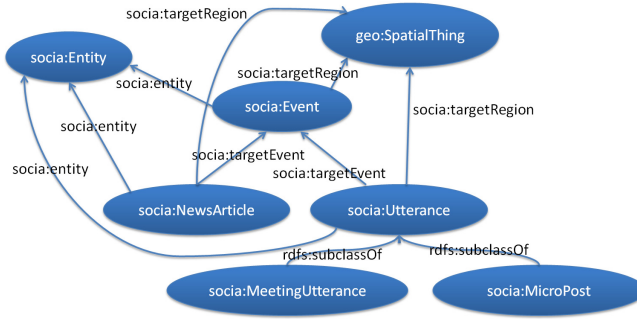 socia:targetRegion
geo:SpatialThing
socia:Entity
socia:targetRegion
socia:entity
socia:Event
socia:targetRegion
socia:entity
socia:targetEvent
socia:entity
socia:targetEvent
socia:NewsArticle
socia:Utterance
rdfs:subclassOf
rdfs:subclassOf
socia:MeetingUtterance
socia:MicroPost